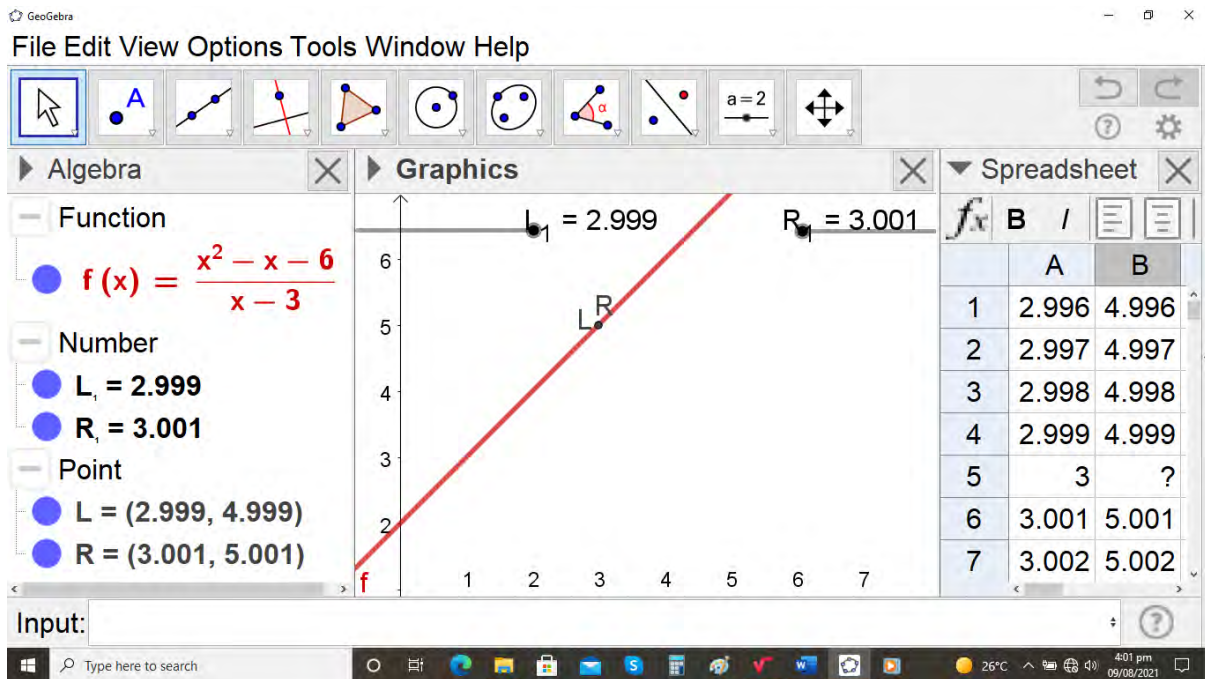 GeoGebra
File Edit View Options Tools Window Help
A
α
a = 2
Algebra
Function
f (x) = x² − x − 6 / x − 3
Number
L₁ = 2.999
R₁ = 3.001
Point
L = (2.999, 4.999)
R = (3.001, 5.001)
Graphics
L₁ = 2.999
R₁ = 3.001
6
5
4
3
2
L R
f
1 2 3 4 5 6 7
Spreadsheet
fx B I
A B
1 2.996 4.996
2 2.997 4.997
3 2.998 4.998
4 2.999 4.999
5 3 ?
6 3.001 5.001
7 3.002 5.002
Input:
Type here to search
26°C
4:01 pm
09/08/2021